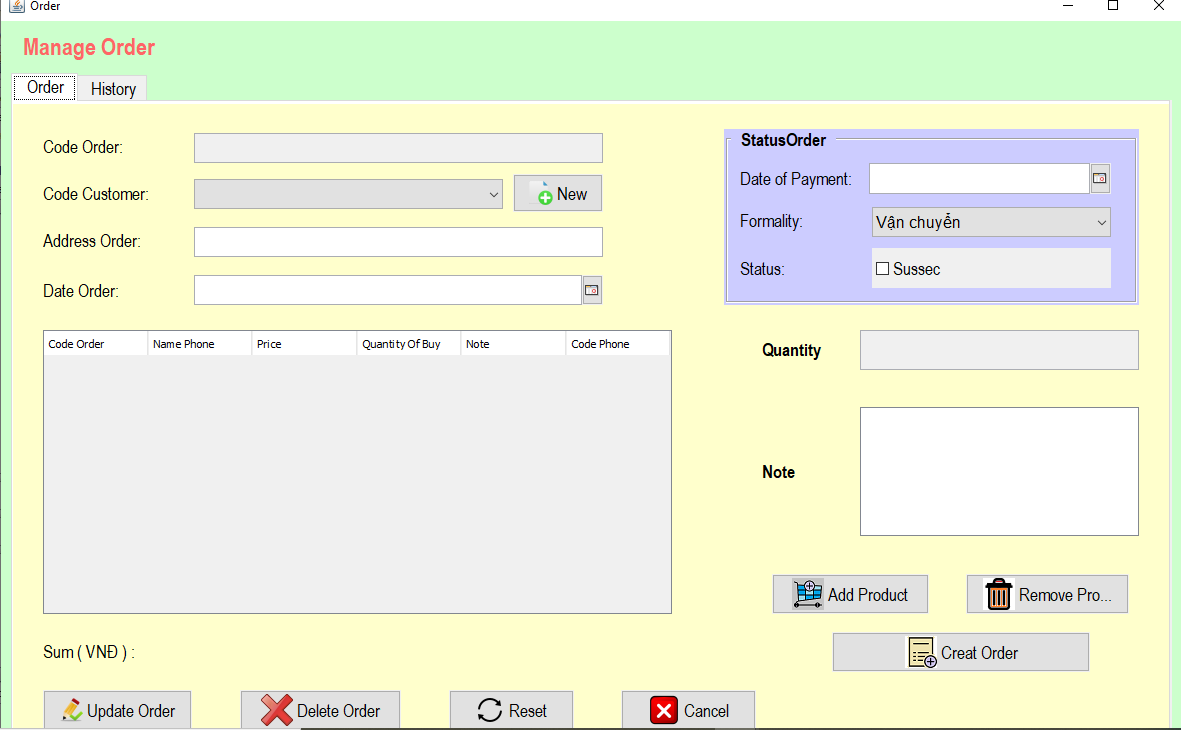 Order
Manage Order
Order History
Code Order:
Code Customer:
New
Address Order:
Date Order:
StatusOrder
Date of Payment:
Formality:
Vận chuyển
Status:
Sussec
Code Order Name Phone Price Quantity Of Buy Note Code Phone
Quantity
Note
Add Product
Remove Pro...
Creat Order
Sum ( VNĐ ) :
Update Order
Delete Order
Reset
Cancel